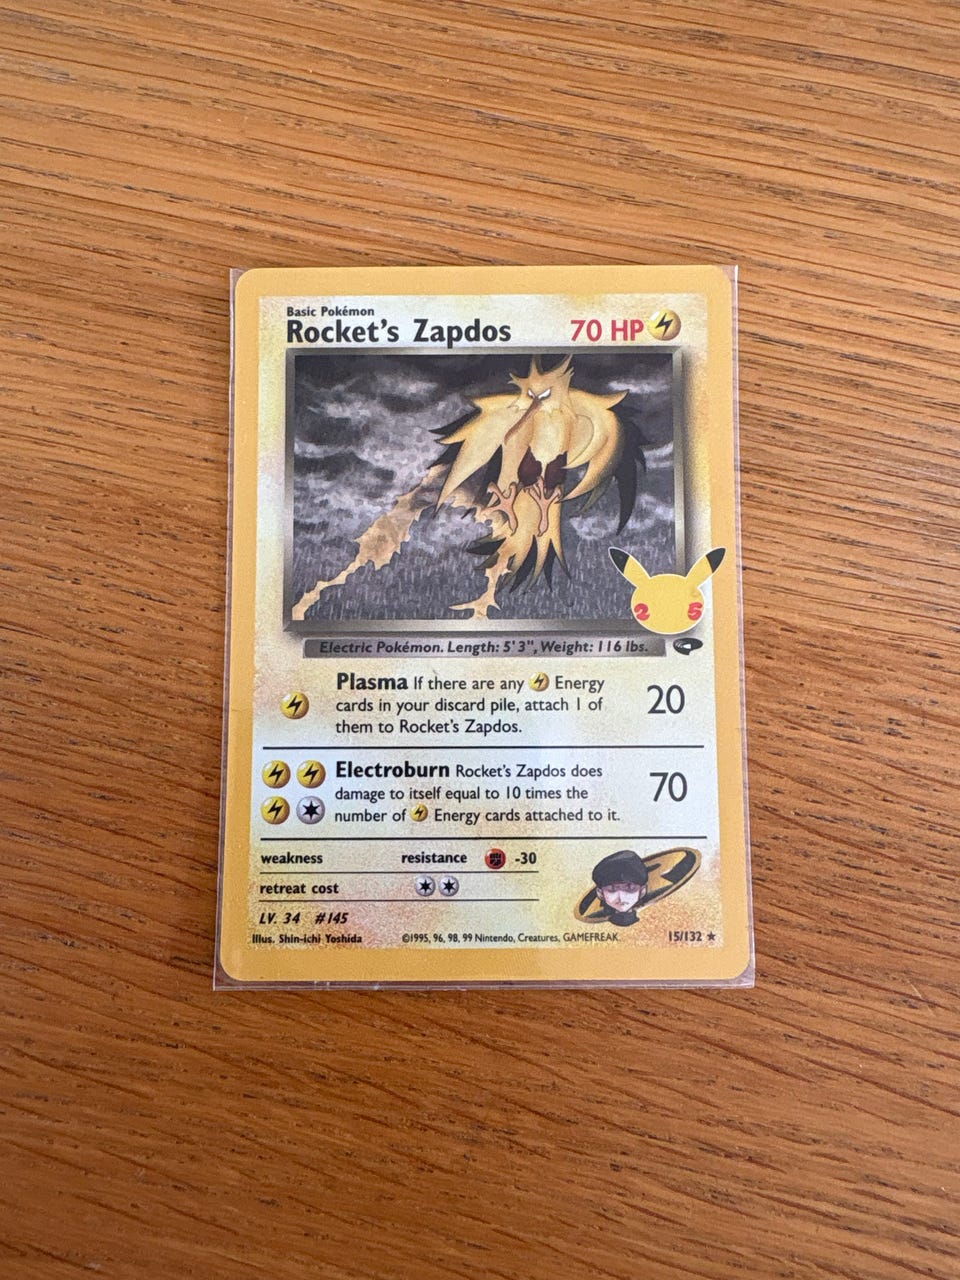 Basic Pokémon
Rocket's Zapdos 70 HP
25
Electric Pokémon. Length: 5' 3", Weight: 116 lbs.
Plasma If there are any Energy
cards in your discard pile, attach 1 of
them to Rocket's Zapdos.
20
Electroburn Rocket's Zapdos does
damage to itself equal to 10 times the
number of Energy cards attached to it.
70
weakness resistance -30
retreat cost
LV. 34 #145
Illus. Shin-ichi Yoshida ©1995, 96, 98, 99 Nintendo, Creatures, GAMEFREAK. 15/132 ★